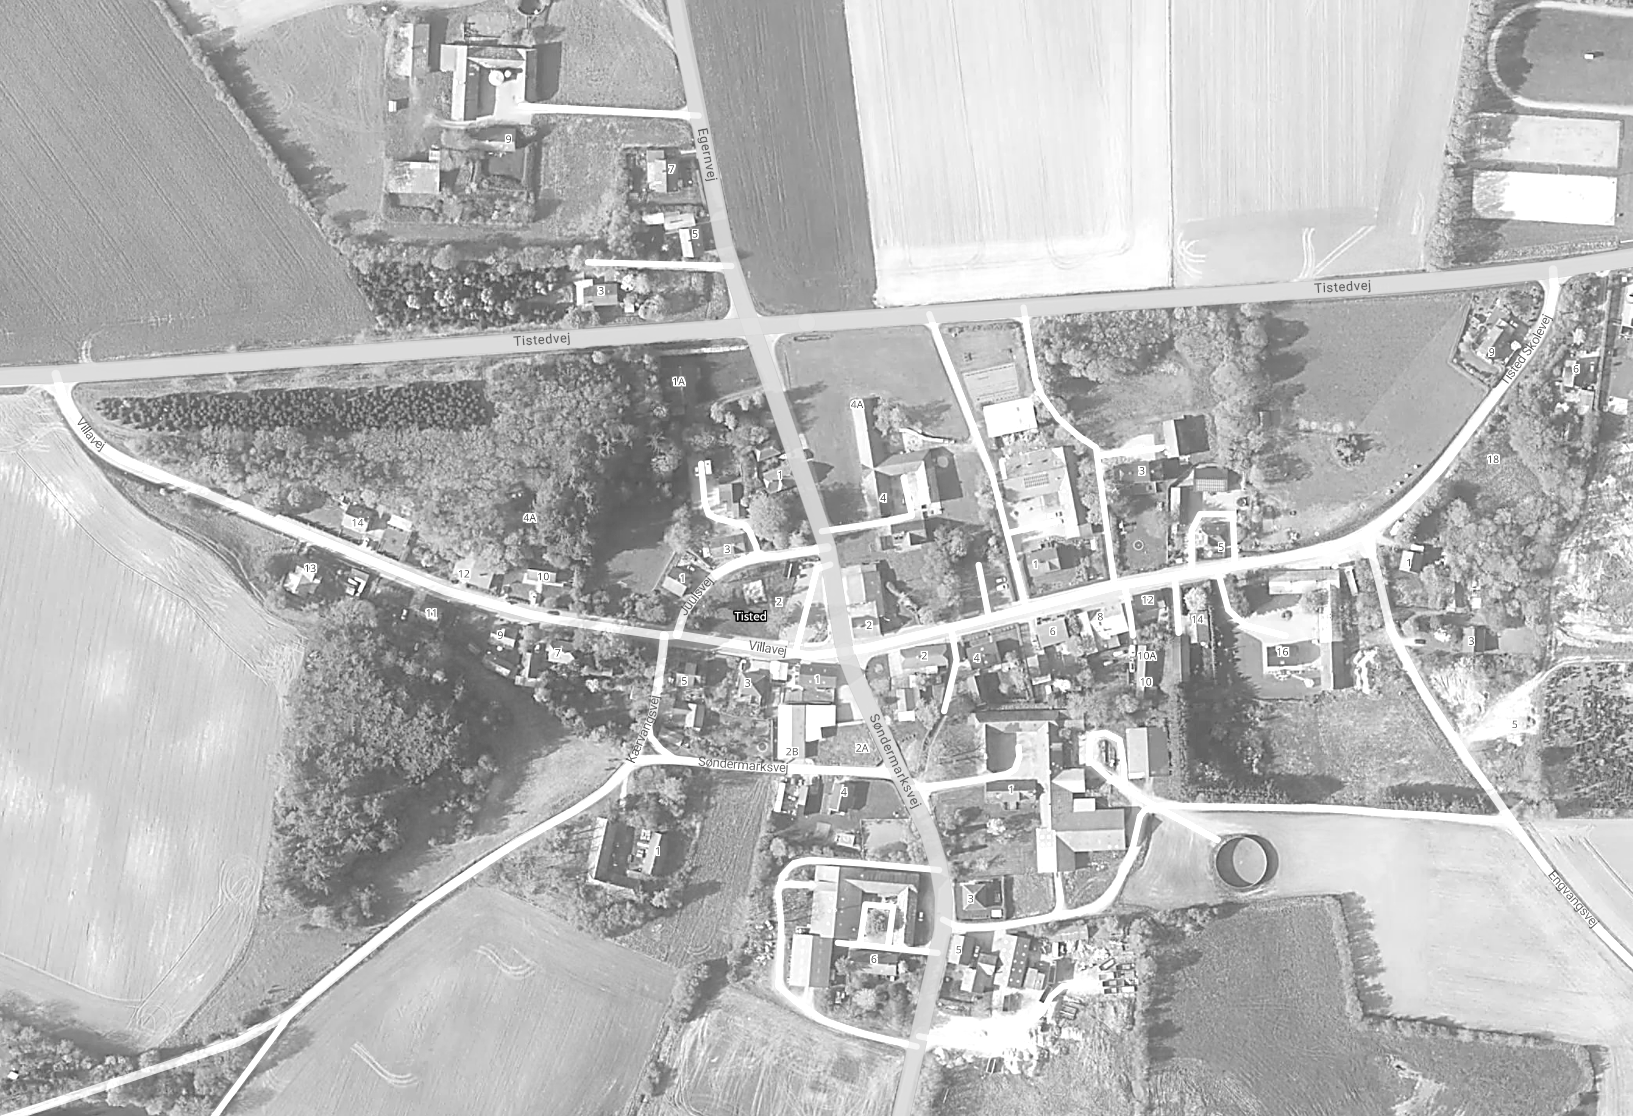 9
Egernvej
7
5
3
Tistedvej
Tistedvej
Tisted Skolevej
9
6
1A
4A
Villavej
1
4
3
18
14
4A
3
5
1
1
13
12
10
1
Juulsvej
2
Tisted
11
2
12
14
8
6
9
7
Villavej
2
4
10A
16
3
5
3
1
10
Kærvangsvej
Søndermarksvej
2A
2B
5
Søndermarksvej
4
1
1
3
Engvangsvej
5
6